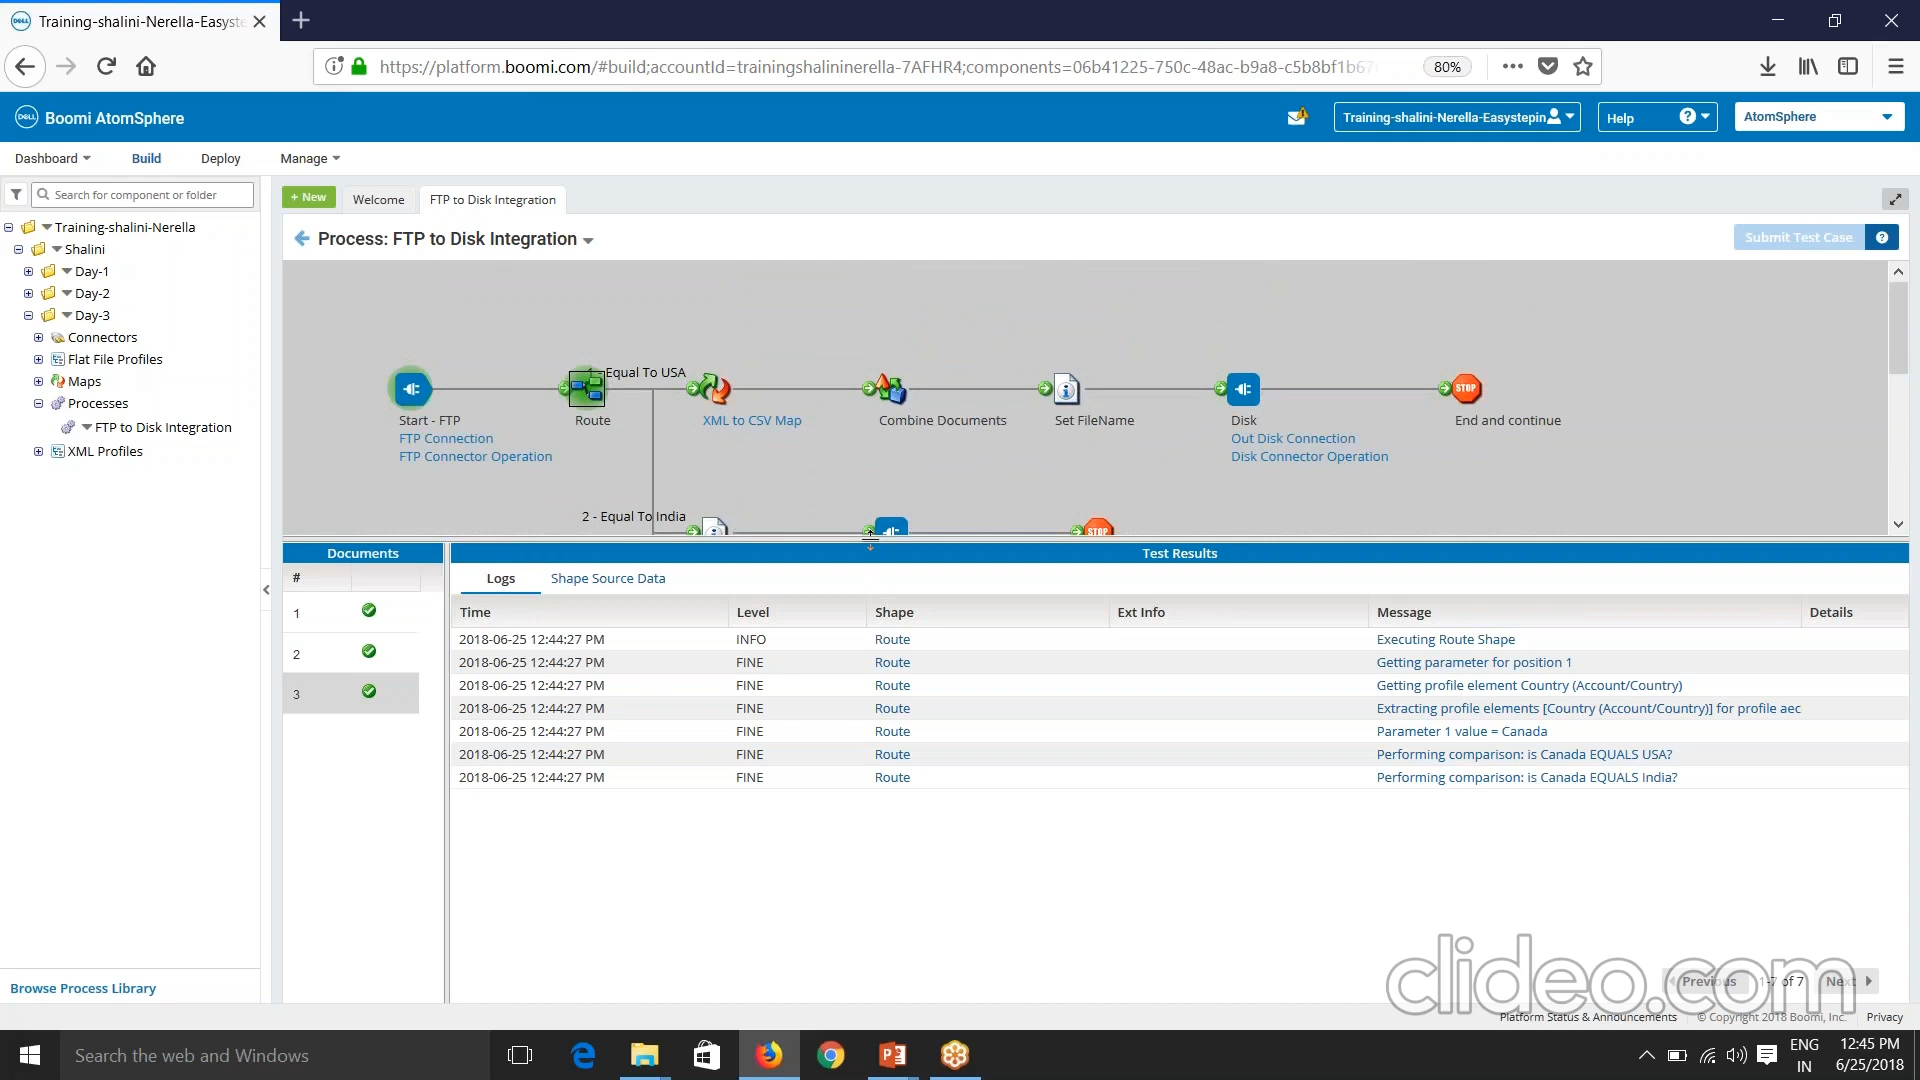 Training-shalini-Nerella-Easyste
https://platform.boomi.com/#build;accountId=trainingshalininerella-7AFHR4;components=06b41225-750c-48ac-b9a8-c5b8bf1b67
80%
DELL Boomi AtomSphere
Training-shalini-Nerella-Easystepin
Help
AtomSphere
Dashboard Build Deploy Manage
Search for component or folder
+ New Welcome FTP to Disk Integration
Process: FTP to Disk Integration
Submit Test Case
Training-shalini-Nerella
Shalini
Day-1
Day-2
Day-3
Connectors
Flat File Profiles
Maps
Processes
FTP to Disk Integration
XML Profiles
Browse Process Library
1 - Equal To USA
Start - FTP
FTP Connection
FTP Connector Operation
Route
XML to CSV Map
Combine Documents
Set FileName
Disk
Out Disk Connection
Disk Connector Operation
STOP
End and continue
2 - Equal To India
STOP
Documents
#
1
2
3
Test Results
Logs Shape Source Data
Time Level Shape Ext Info Message Details
2018-06-25 12:44:27 PM INFO Route Executing Route Shape
2018-06-25 12:44:27 PM FINE Route Getting parameter for position 1
2018-06-25 12:44:27 PM FINE Route Getting profile element Country (Account/Country)
2018-06-25 12:44:27 PM FINE Route Extracting profile elements [Country (Account/Country)] for profile aec
2018-06-25 12:44:27 PM FINE Route Parameter 1 value = Canada
2018-06-25 12:44:27 PM FINE Route Performing comparison: is Canada EQUALS USA?
2018-06-25 12:44:27 PM FINE Route Performing comparison: is Canada EQUALS India?
Previous 1-7 of 7 Next
clideo.com
Platform Status & Announcements © Copyright 2018 Boomi, Inc. Privacy
Search the web and Windows
ENG
IN
12:45 PM
6/25/2018